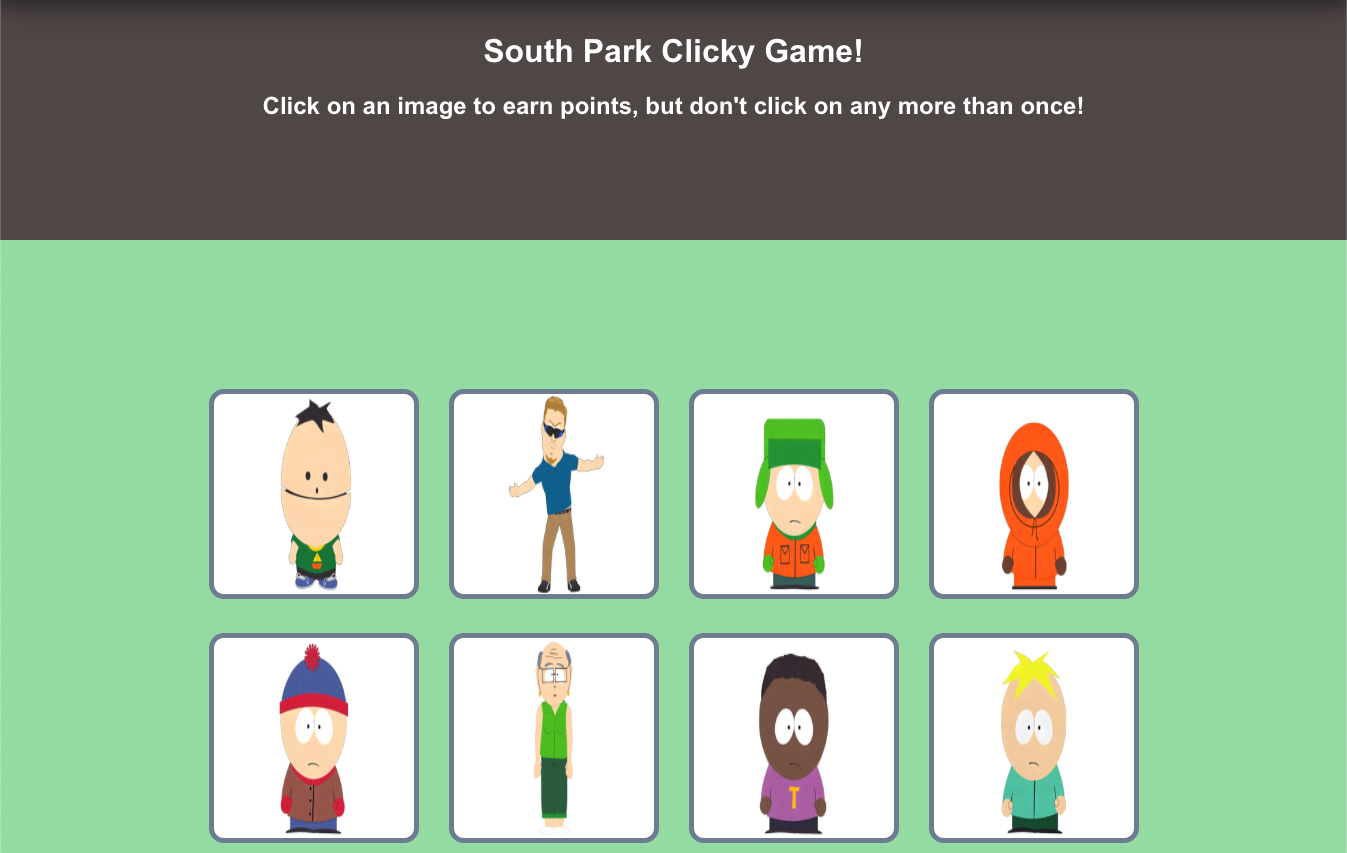 South Park Clicky Game!
Click on an image to earn points, but don't click on any more than once!
T